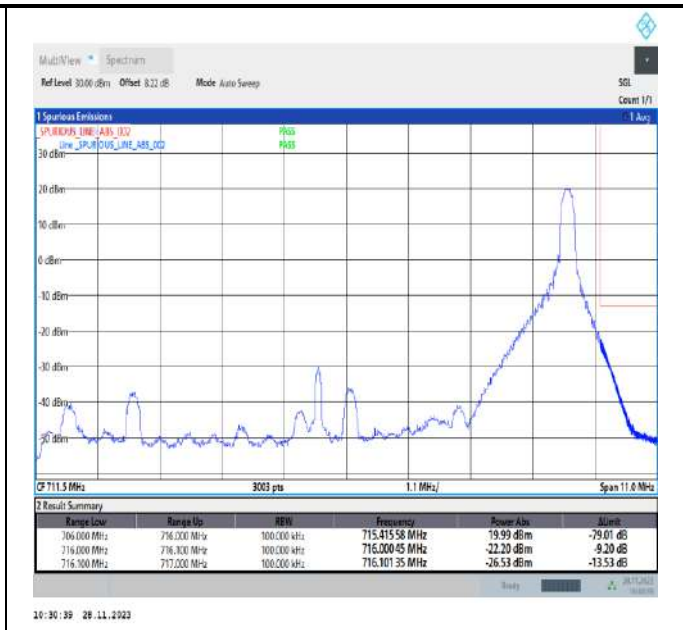 MultiView Spectrum
Ref Level 30.00 dBm Offset 8.22 dB Mode Auto Sweep SGL
Count 1/1
1 Spurious Emissions 1 Avg
SPURIOUS_LINE_ABS_002 PASS
Line _SPURIOUS_LINE_ABS_002 PASS
30 dBm
20 dBm
10 dBm
0 dBm
-10 dBm
-20 dBm
-30 dBm
-40 dBm
-50 dBm
CF 711.5 MHz 3003 pts 1.1 MHz/ Span 11.0 MHz
2 Result Summary
Range Low Range Up RBW Frequency Power Abs ΔLimit
706.000 MHz 716.000 MHz 100.000 kHz 715.41558 MHz 19.99 dBm -79.01 dB
716.000 MHz 716.100 MHz 100.000 kHz 716.00045 MHz -22.20 dBm -9.20 dB
716.100 MHz 717.000 MHz 100.000 kHz 716.10135 MHz -26.53 dBm -13.53 dB
Ready 28.11.2023
10:30:39 28.11.2023